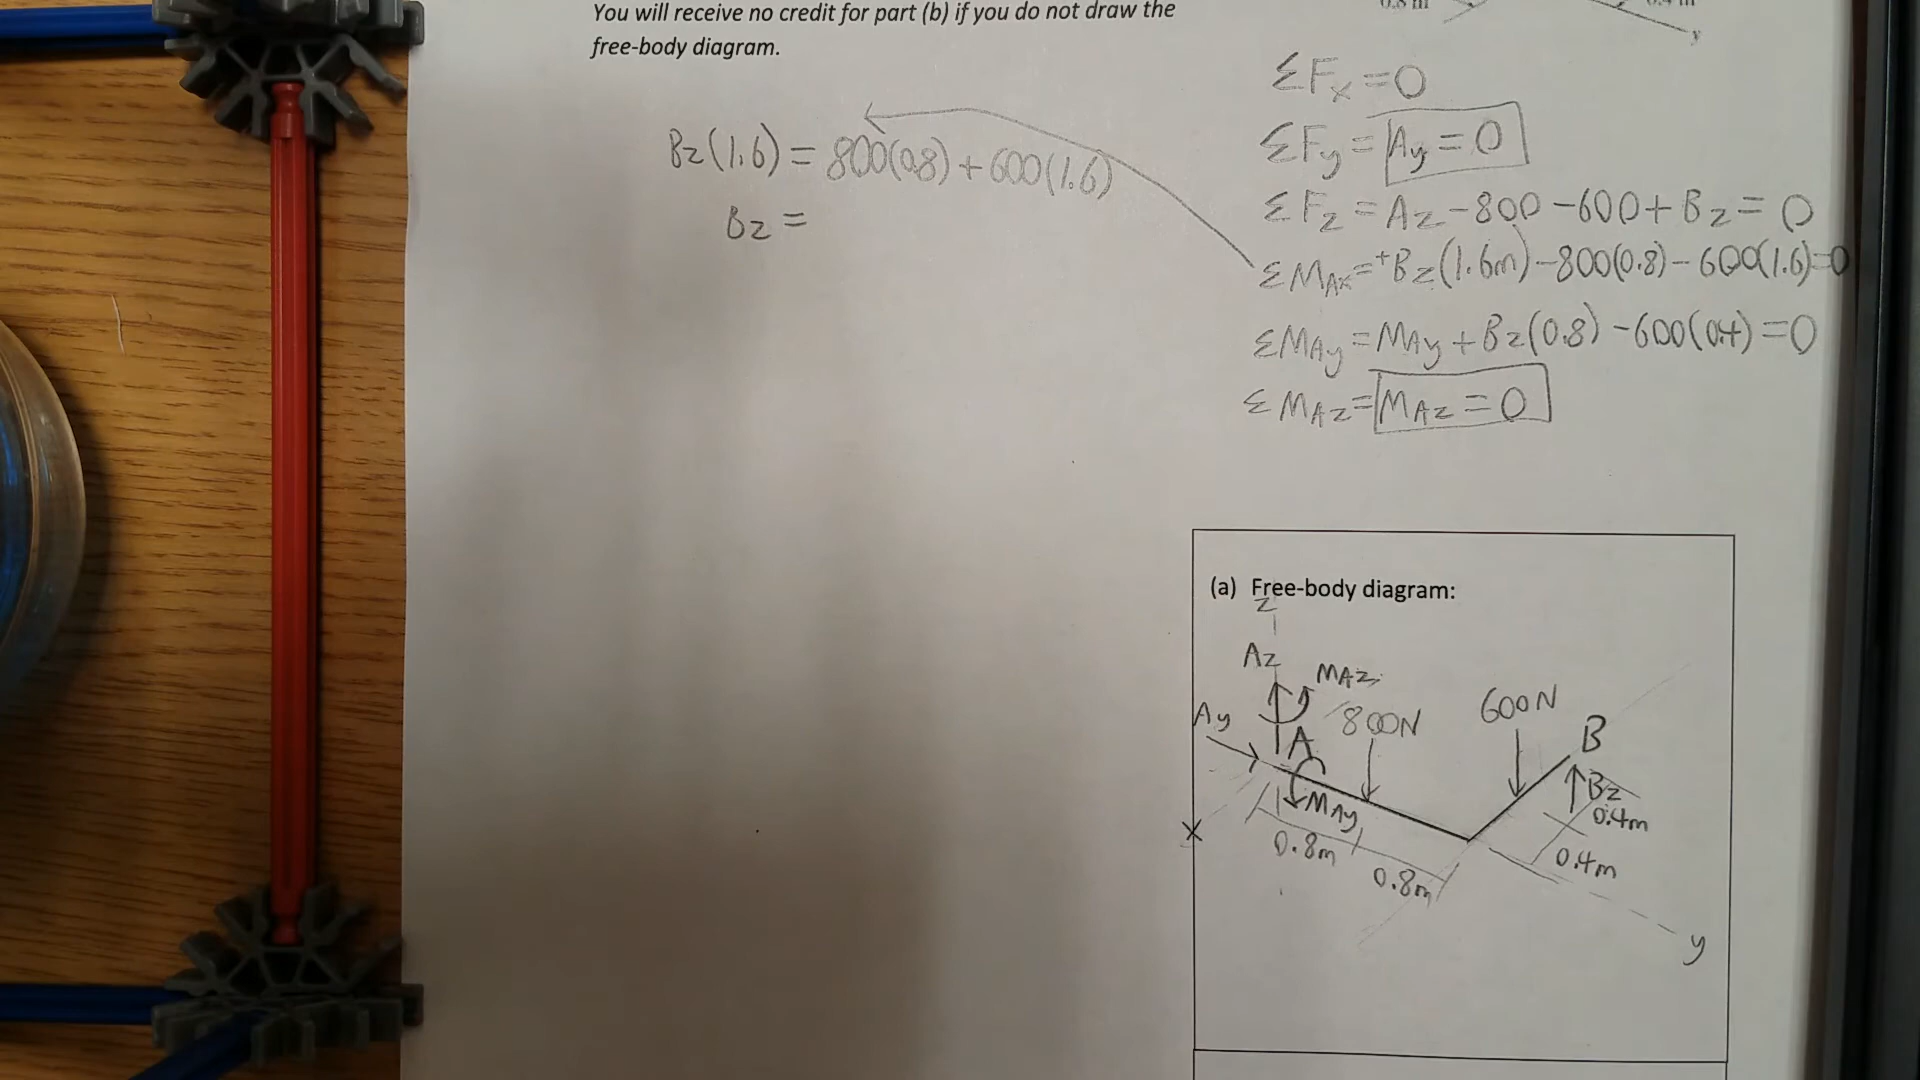 You will receive no credit for part (b) if you do not draw the
free-body diagram.
0.8 m
y
ΣFx = 0
ΣFy = Ay = 0
ΣFz = Az - 800 - 600 + Bz = 0
ΣMAx = +Bz(1.6m) - 800(0.8) - 600(1.6) = 0
ΣMAy = MAy + Bz(0.8) - 600(0.4) = 0
ΣMAz = MAz = 0
Bz(1.6) = 800(0.8) + 600(1.6)
Bz =
(a) Free-body diagram:
z
Az
MAz
Ay
800N
600N
A
B
Bz
MAy
0.4m
x
0.8m
0.4m
0.8m
y